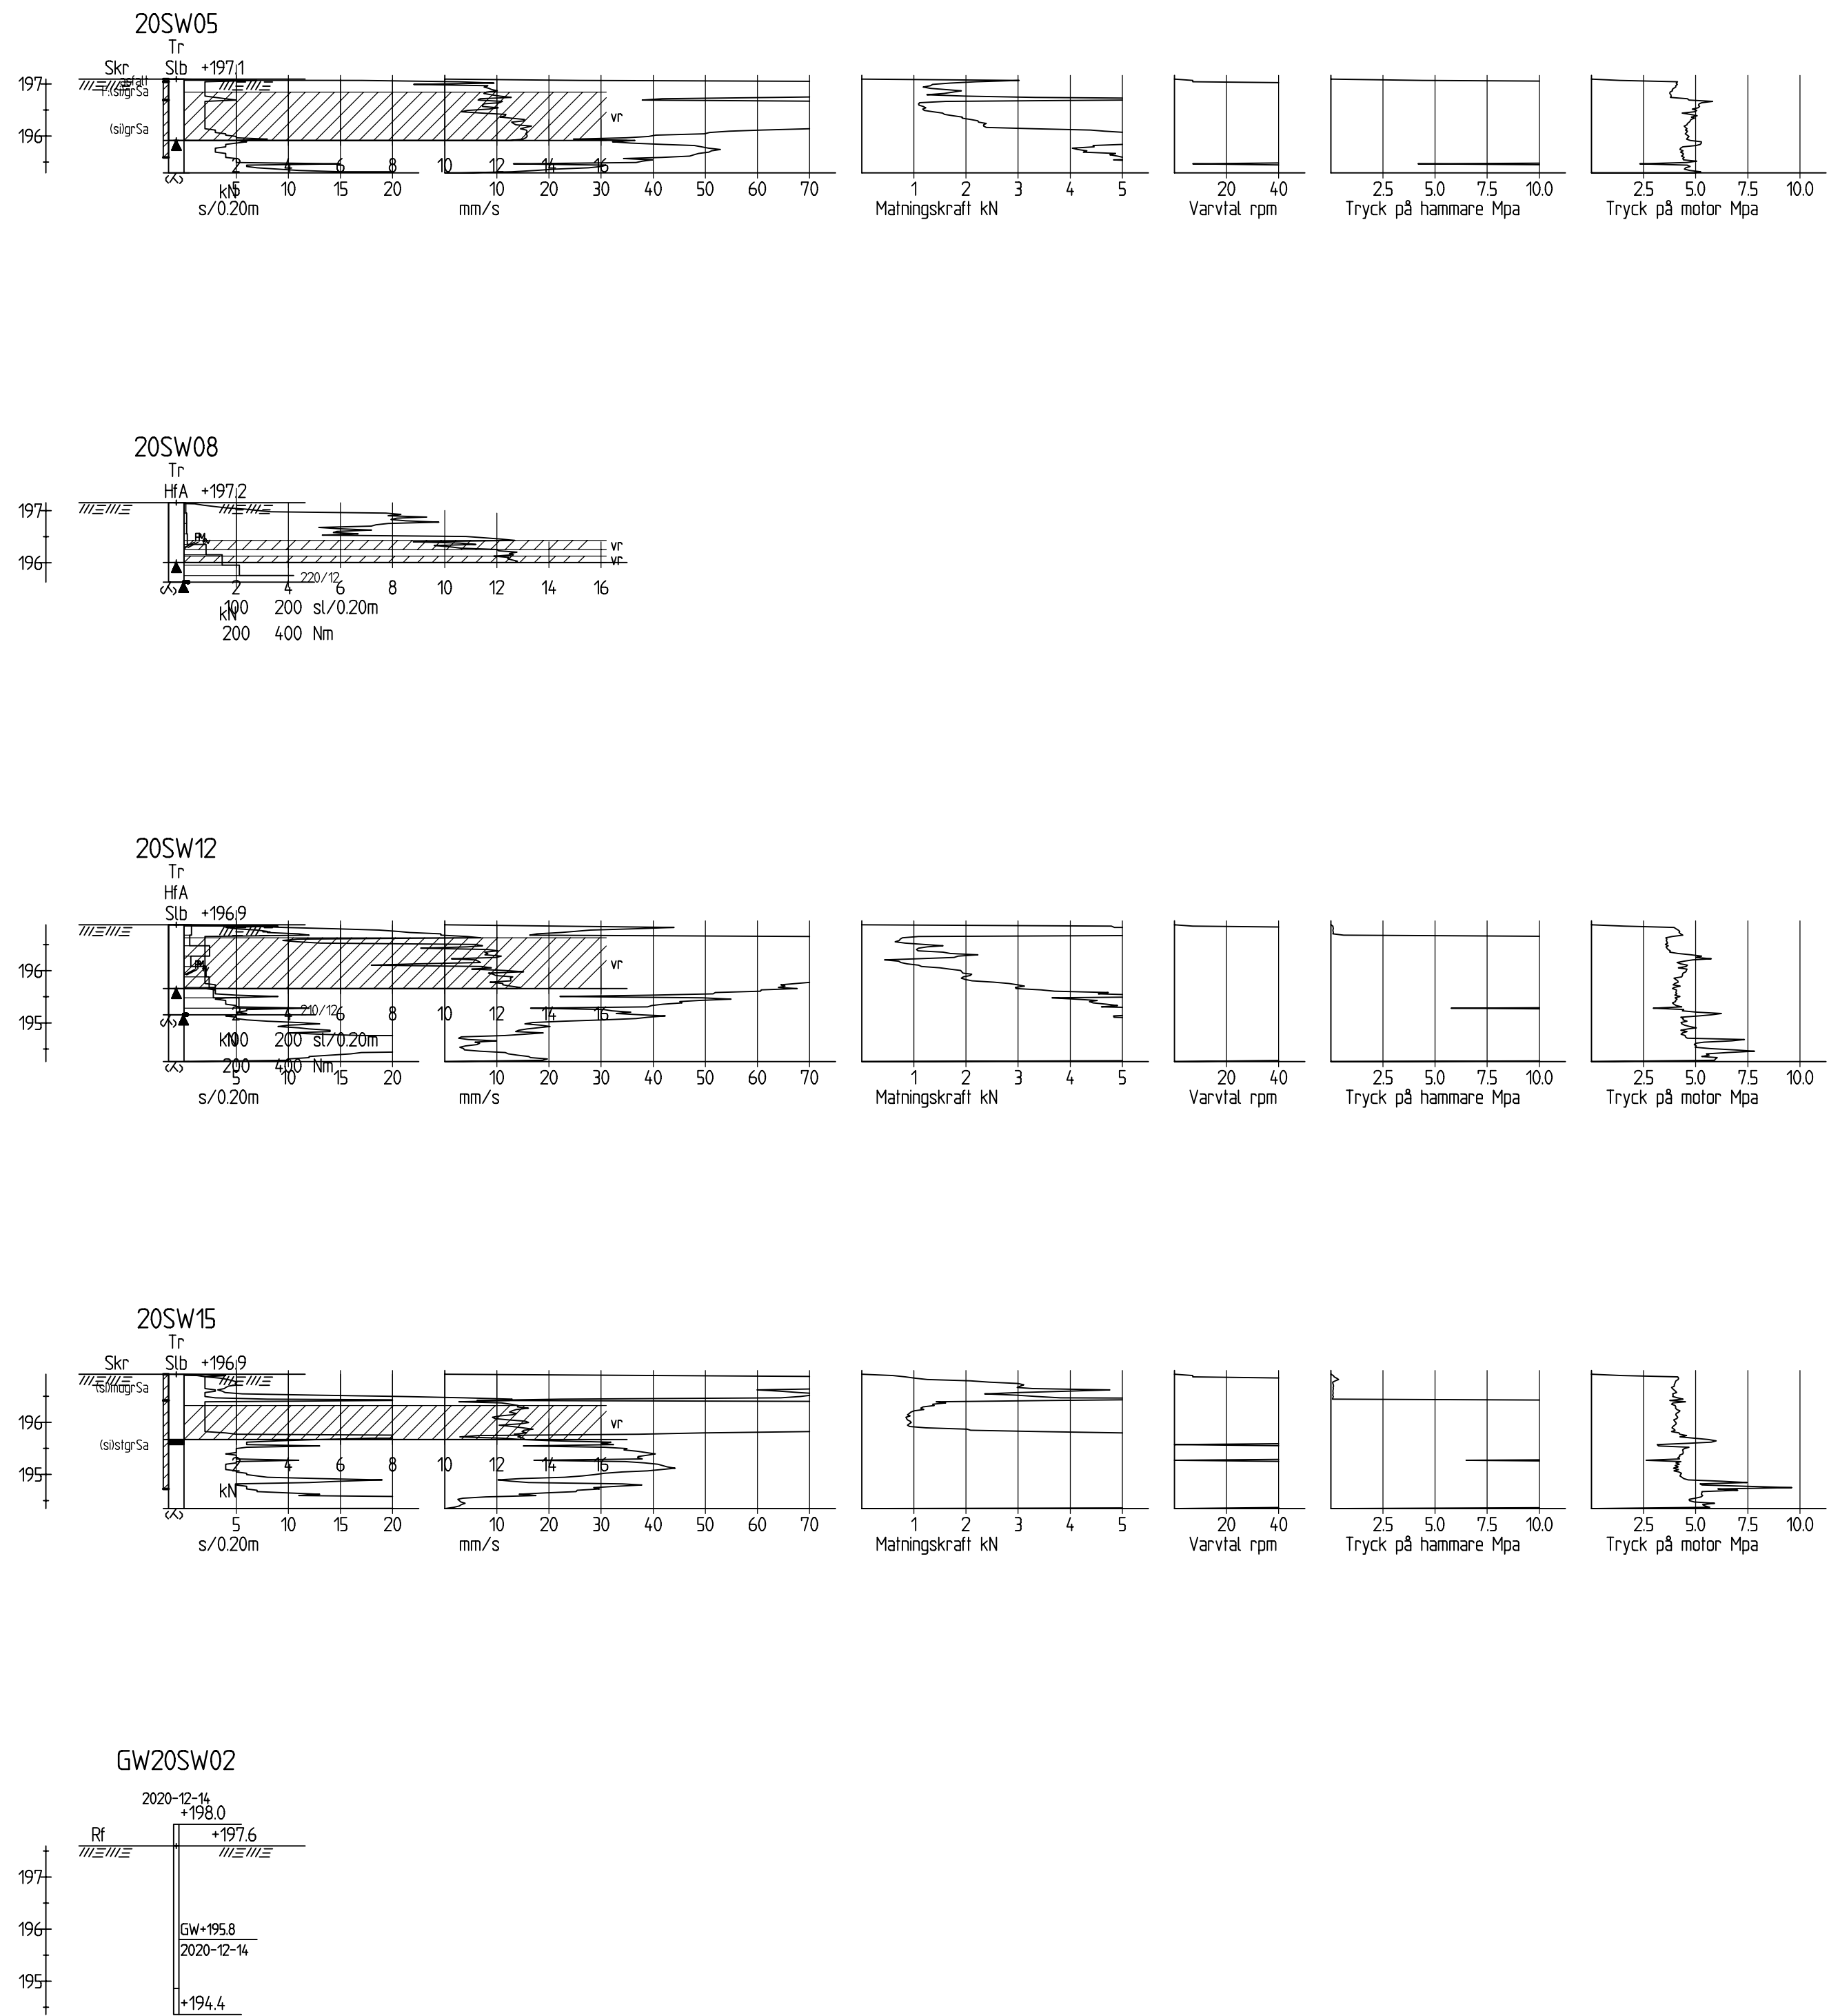 20SW05
Tr
Skr Slb +197.1
197
asfalt
F:(si)grSa
(si)grSa
196
vr
2 4 6 8 10 12 14 16
kN
5 10 15 20
s/0.20m
10 20 30 40 50 60 70
mm/s
1 2 3 4 5
Matningskraft kN
20 40
Varvtal rpm
2.5 5.0 7.5 10.0
Tryck på hammare Mpa
2.5 5.0 7.5 10.0
Tryck på motor Mpa
20SW08
Tr
HfA +197.2
197
196
vr
vr
220/12
2 4 6 8 10 12 14 16
kN
100 200 sl/0.20m
200 400 Nm
20SW12
Tr
HfA
Slb +196.9
196
195
vr
210/12
4 6 8 10 12 14 16
kN
100 200 sl/0.20m
200 400 Nm
5 10 15 20
s/0.20m
10 20 30 40 50 60 70
mm/s
1 2 3 4 5
Matningskraft kN
20 40
Varvtal rpm
2.5 5.0 7.5 10.0
Tryck på hammare Mpa
2.5 5.0 7.5 10.0
Tryck på motor Mpa
20SW15
Tr
Skr Slb +196.9
(si)mugrSa
196
vr
(si)stgrSa
195
2 4 6 8 10 12 14 16
kN
5 10 15 20
s/0.20m
10 20 30 40 50 60 70
mm/s
1 2 3 4 5
Matningskraft kN
20 40
Varvtal rpm
2.5 5.0 7.5 10.0
Tryck på hammare Mpa
2.5 5.0 7.5 10.0
Tryck på motor Mpa
GW20SW02
2020-12-14
+198.0
Rf +197.6
197
196
GW+195.8
2020-12-14
195
+194.4